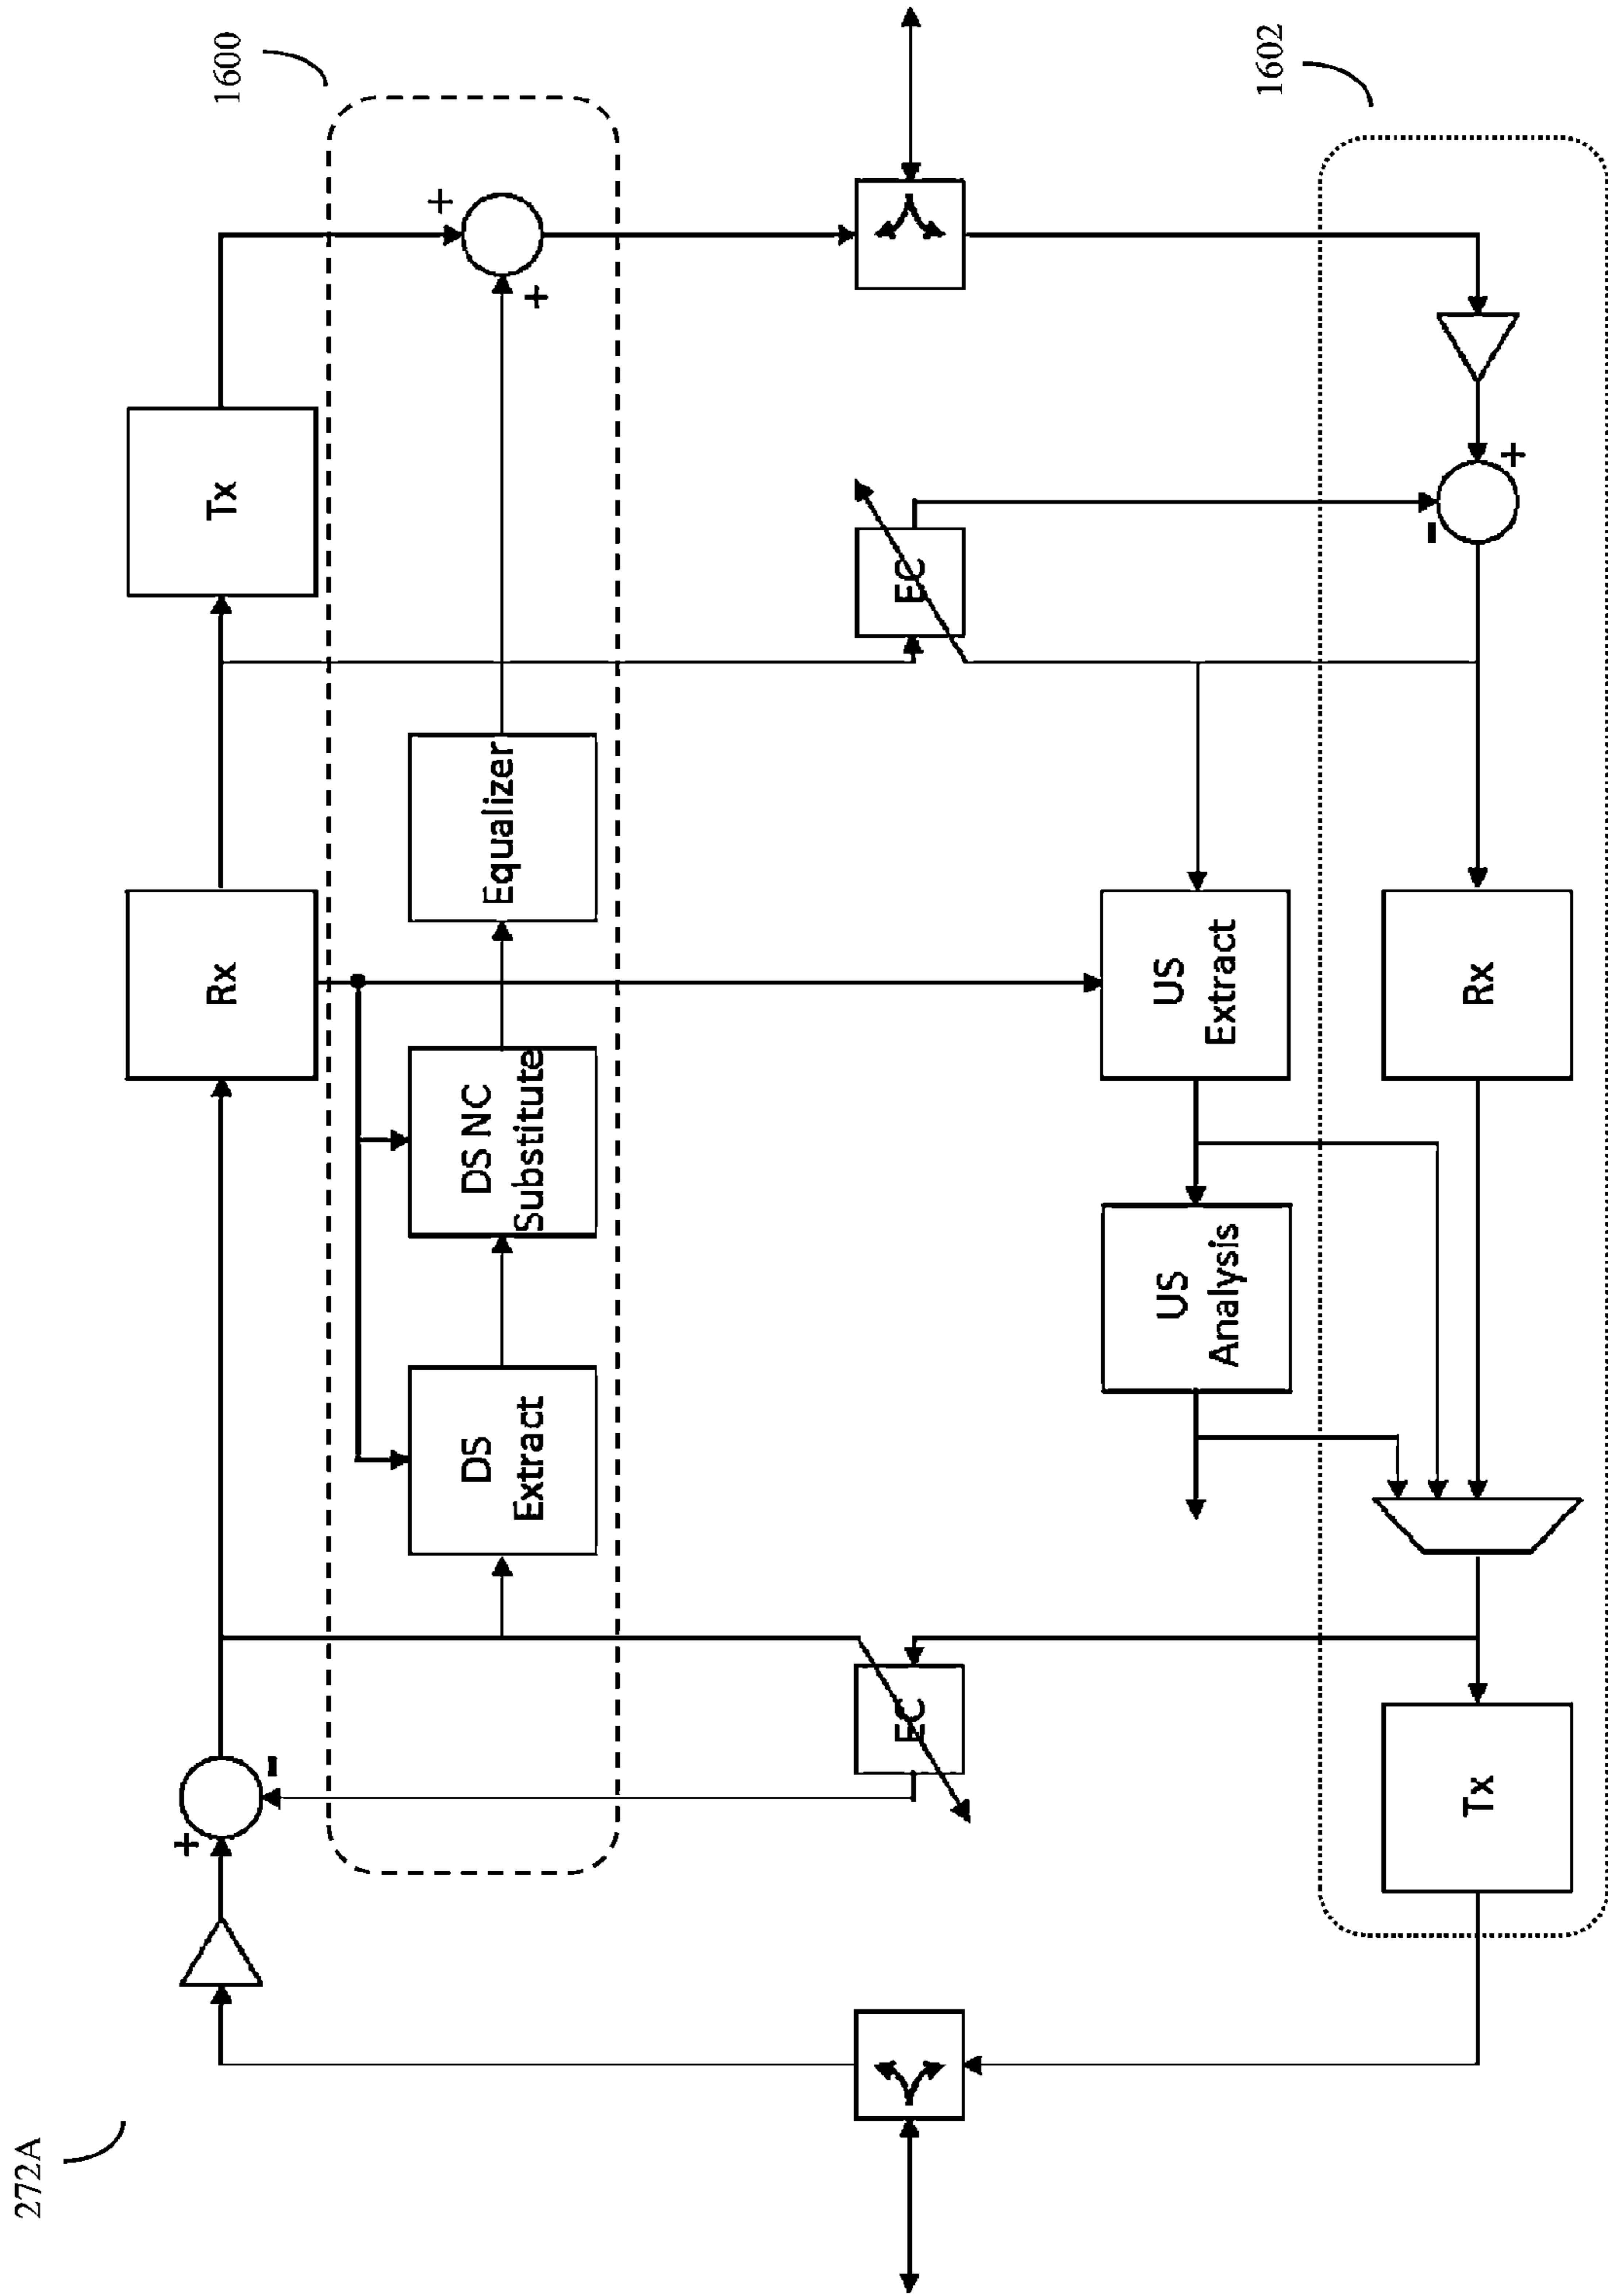 272A
1600
Rx
Tx
+
-
DS
Extract
DS NC
Substitute
Equalizer
+
+
EC
EC
US
Analysis
US
Extract
Tx
Rx
-
+
1602